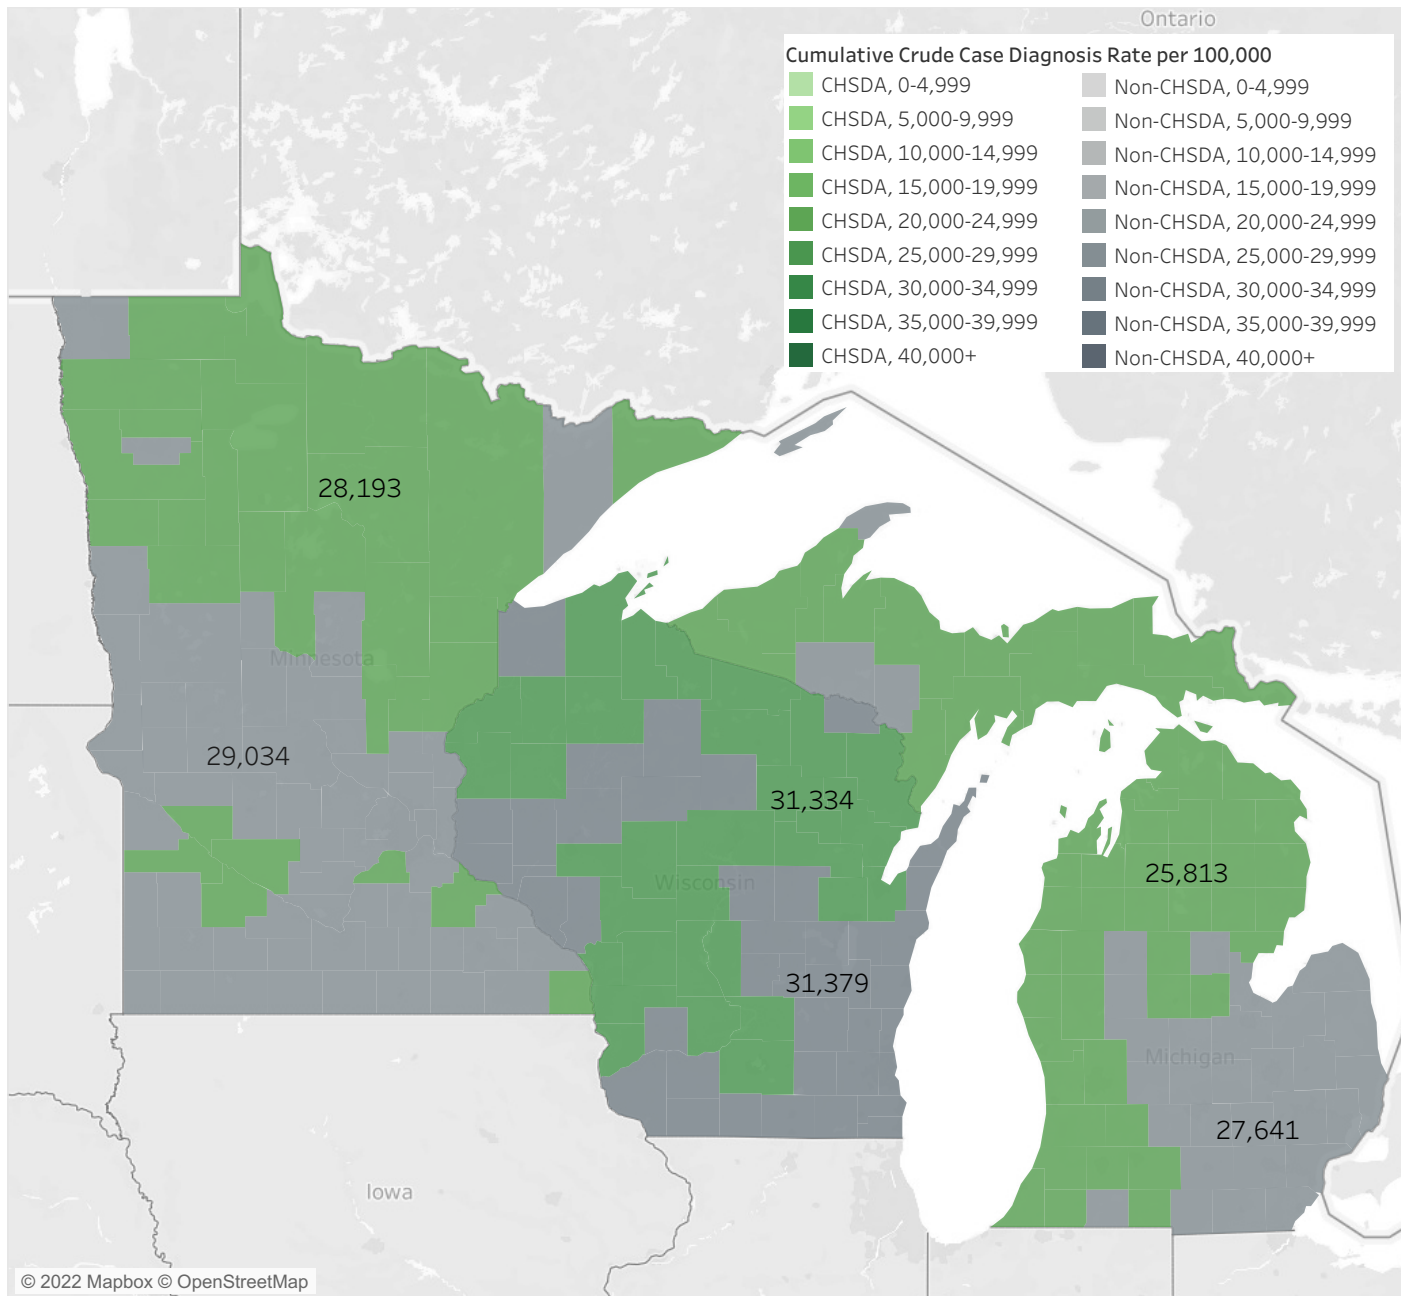 Ontario
Cumulative Crude Case Diagnosis Rate per 100,000
CHSDA, 0-4,999
CHSDA, 5,000-9,999
CHSDA, 10,000-14,999
CHSDA, 15,000-19,999
CHSDA, 20,000-24,999
CHSDA, 25,000-29,999
CHSDA, 30,000-34,999
CHSDA, 35,000-39,999
CHSDA, 40,000+
Non-CHSDA, 0-4,999
Non-CHSDA, 5,000-9,999
Non-CHSDA, 10,000-14,999
Non-CHSDA, 15,000-19,999
Non-CHSDA, 20,000-24,999
Non-CHSDA, 25,000-29,999
Non-CHSDA, 30,000-34,999
Non-CHSDA, 35,000-39,999
Non-CHSDA, 40,000+
28,193
Minnesota
29,034
31,334
Wisconsin
25,813
31,379
Michigan
27,641
Iowa
© 2022 Mapbox © OpenStreetMap